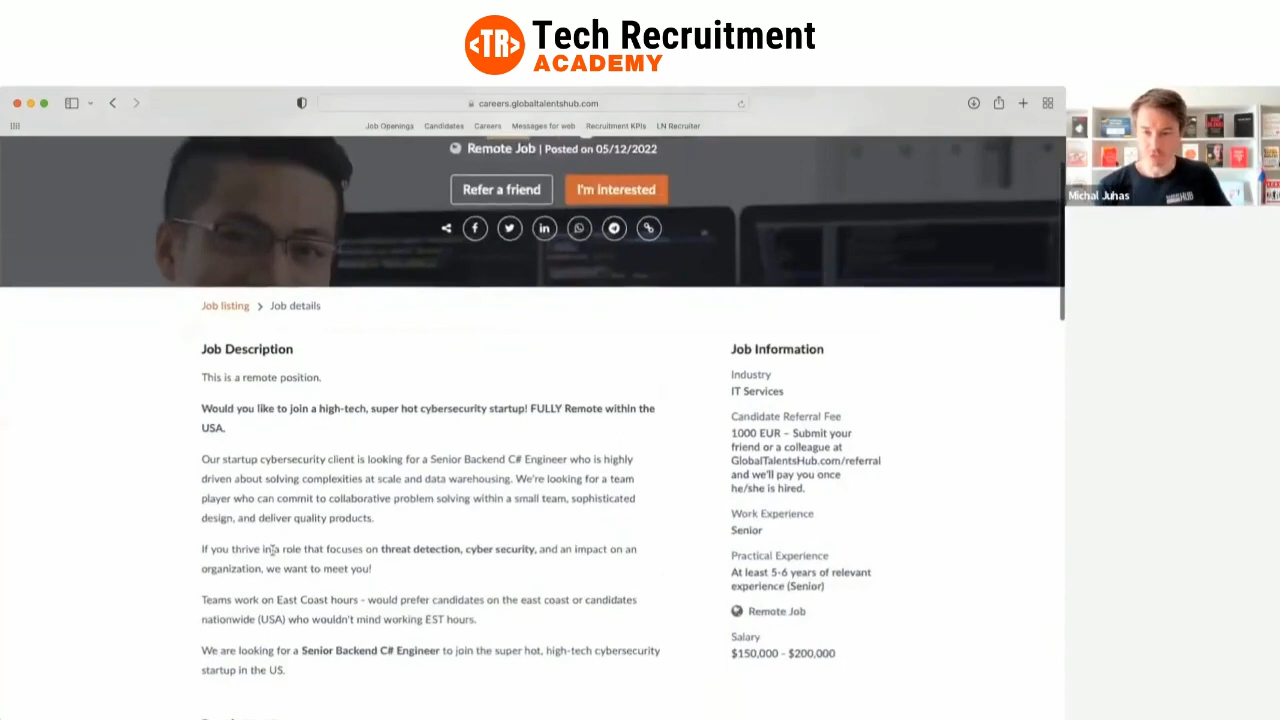 <TR> Tech Recruitment
ACADEMY
careers.globaltalentshub.com
Job Openings Candidates Careers Messages for web Recruitment KPIs LN Recruiter
Remote Job | Posted on 05/12/2022
Refer a friend I'm interested
Michal Juhas
Job listing > Job details
Job Description
This is a remote position.
Would you like to join a high-tech, super hot cybersecurity startup! FULLY Remote within the
USA.
Our startup cybersecurity client is looking for a Senior Backend C# Engineer who is highly
driven about solving complexities at scale and data warehousing. We're looking for a team
player who can commit to collaborative problem solving within a small team, sophisticated
design, and deliver quality products.
If you thrive in a role that focuses on threat detection, cyber security, and an impact on an
organization, we want to meet you!
Teams work on East Coast hours - would prefer candidates on the east coast or candidates
nationwide (USA) who wouldn't mind working EST hours.
We are looking for a Senior Backend C# Engineer to join the super hot, high-tech cybersecurity
startup in the US.
Job Information
Industry
IT Services
Candidate Referral Fee
1000 EUR – Submit your
friend or a colleague at
GlobalTalentsHub.com/referral
and we'll pay you once
he/she is hired.
Work Experience
Senior
Practical Experience
At least 5-6 years of relevant
experience (Senior)
Remote Job
Salary
$150,000 - $200,000